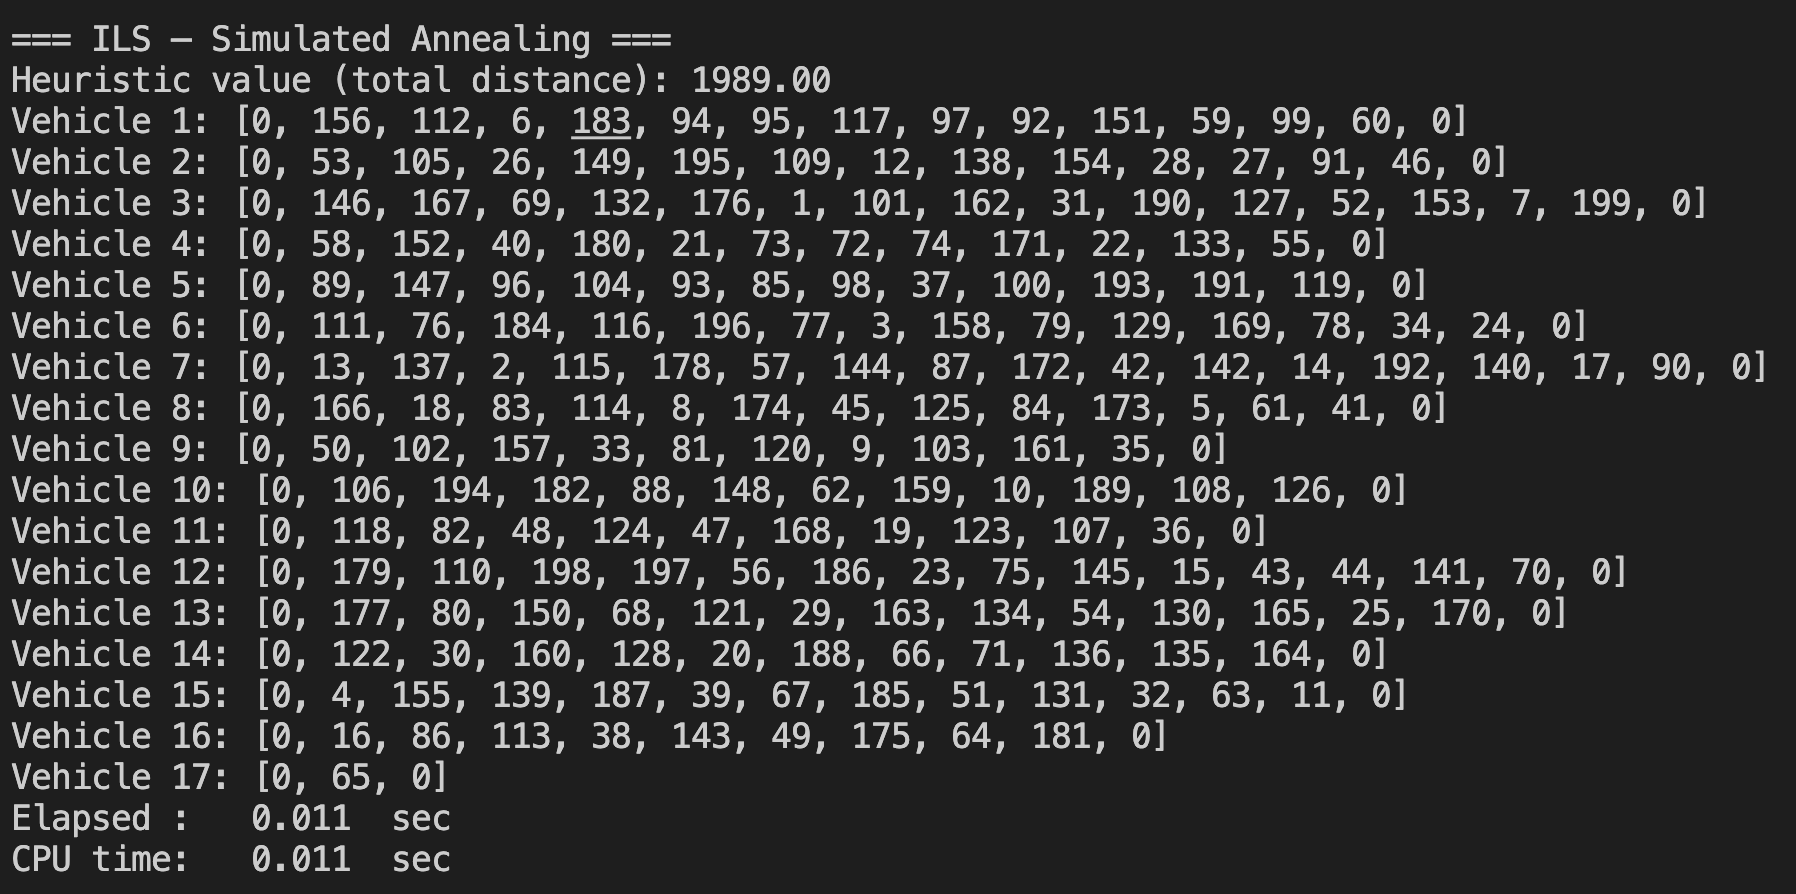 === ILS — Simulated Annealing ===
Heuristic value (total distance): 1989.00
Vehicle 1: [0, 156, 112, 6, 183, 94, 95, 117, 97, 92, 151, 59, 99, 60, 0]
Vehicle 2: [0, 53, 105, 26, 149, 195, 109, 12, 138, 154, 28, 27, 91, 46, 0]
Vehicle 3: [0, 146, 167, 69, 132, 176, 1, 101, 162, 31, 190, 127, 52, 153, 7, 199, 0]
Vehicle 4: [0, 58, 152, 40, 180, 21, 73, 72, 74, 171, 22, 133, 55, 0]
Vehicle 5: [0, 89, 147, 96, 104, 93, 85, 98, 37, 100, 193, 191, 119, 0]
Vehicle 6: [0, 111, 76, 184, 116, 196, 77, 3, 158, 79, 129, 169, 78, 34, 24, 0]
Vehicle 7: [0, 13, 137, 2, 115, 178, 57, 144, 87, 172, 42, 142, 14, 192, 140, 17, 90, 0]
Vehicle 8: [0, 166, 18, 83, 114, 8, 174, 45, 125, 84, 173, 5, 61, 41, 0]
Vehicle 9: [0, 50, 102, 157, 33, 81, 120, 9, 103, 161, 35, 0]
Vehicle 10: [0, 106, 194, 182, 88, 148, 62, 159, 10, 189, 108, 126, 0]
Vehicle 11: [0, 118, 82, 48, 124, 47, 168, 19, 123, 107, 36, 0]
Vehicle 12: [0, 179, 110, 198, 197, 56, 186, 23, 75, 145, 15, 43, 44, 141, 70, 0]
Vehicle 13: [0, 177, 80, 150, 68, 121, 29, 163, 134, 54, 130, 165, 25, 170, 0]
Vehicle 14: [0, 122, 30, 160, 128, 20, 188, 66, 71, 136, 135, 164, 0]
Vehicle 15: [0, 4, 155, 139, 187, 39, 67, 185, 51, 131, 32, 63, 11, 0]
Vehicle 16: [0, 16, 86, 113, 38, 143, 49, 175, 64, 181, 0]
Vehicle 17: [0, 65, 0]
Elapsed :   0.011  sec
CPU time:   0.011  sec